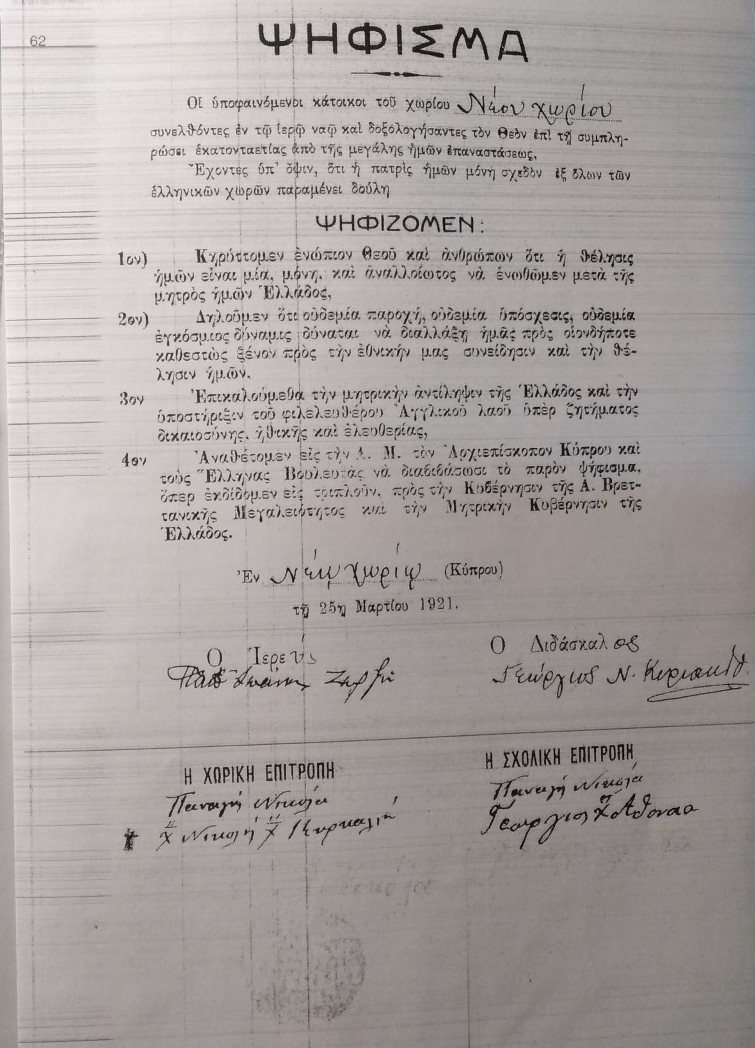 62
ΨΗΦΙΣΜΑ
Οἱ ὑποφαινόμενοι κάτοικοι τοῦ χωρίου Νέου χωρίου
συνελθόντες ἐν τῷ ἱερῷ ναῷ καὶ δοξολογήσαντες τὸν Θεὸν ἐπὶ τῇ συμπλη-
ρώσει ἑκατονταετίας ἀπὸ τῆς μεγάλης ἡμῶν ἐπαναστάσεως,
Ἔχοντες ὑπ' ὄψιν, ὅτι ἡ πατρὶς ἡμῶν μόνη σχεδὸν ἐξ ὅλων τῶν
ἑλληνικῶν χωρῶν παραμένει δούλη
ΨΗΦΙΖΟΜΕΝ:
1ον) Κηρύττομεν ἐνώπιον Θεοῦ καὶ ἀνθρώπων ὅτι ἡ θέλησις
ἡμῶν εἶναι μία, μόνη, καὶ ἀναλλοίωτος νὰ ἑνωθῶμεν μετὰ τῆς
μητρὸς ἡμῶν Ἑλλάδος,
2ον) Δηλοῦμεν ὅτι οὐδεμία παροχή, οὐδεμία ὑπόσχεσις, οὐδεμία
ἐγκόσμιος δύναμις δύναται νὰ διαλλάξῃ ἡμᾶς πρὸς οἱονδήποτε
καθεστὼς ξένον πρὸς τὴν ἐθνικήν μας συνείδησιν καὶ τὴν θέ-
λησιν ἡμῶν.
3ον Ἐπικαλούμεθα τὴν μητρικὴν ἀντίληψιν τῆς Ἑλλάδος καὶ τὴν
ὑποστήριξιν τοῦ φιλελευθέρου Ἀγγλικοῦ λαοῦ ὑπὲρ ζητήματος
δικαιοσύνης, ἠθικῆς καὶ ἐλευθερίας,
4ον Ἀναθέτομεν εἰς τὴν Α. Μ. τὸν Ἀρχιεπίσκοπον Κύπρου καὶ
τοὺς Ἕλληνας Βουλευτὰς νὰ διαβιβάσωσι τὸ παρὸν ψήφισμα,
ὅπερ ἐκδίδομεν εἰς τριπλοῦν, πρὸς τὴν Κυβέρνησιν τῆς Α. Βρετ-
τανικῆς Μεγαλειότητος καὶ τὴν Μητρικὴν Κυβέρνησιν τῆς
Ἑλλάδος.
Ἐν Νέῳ Χωρίῳ (Κύπρου)
τῇ 25ῃ Μαρτίου 1921.
Ο Ἱερεύς
Ο Διδάσκαλος
Γεώργιος Ν.
Η ΧΩΡΙΚΗ ΕΠΙΤΡΟΠΗ
Η ΣΧΟΛΙΚΗ ΕΠΙΤΡΟΠΗ
Παναγή Νικολά
Παναγή Νικολά
Χ Νικολή Χ
Γεωργιος